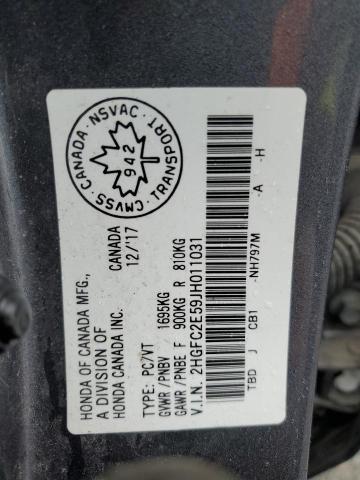 HONDA OF CANADA MFG.,
A DIVISION OF
HONDA CANADA INC.
CANADA
12/'17
CMVSS CANADA · NSVAC · TRANSPORT
942
TYPE: PC/VT
GVWR /PNBV 1695KG
GAWR /PNBE F 900KG R 810KG
V.I.N. 2HGFC2E59JH011031
TBD J CB1 -NH797M -A -H